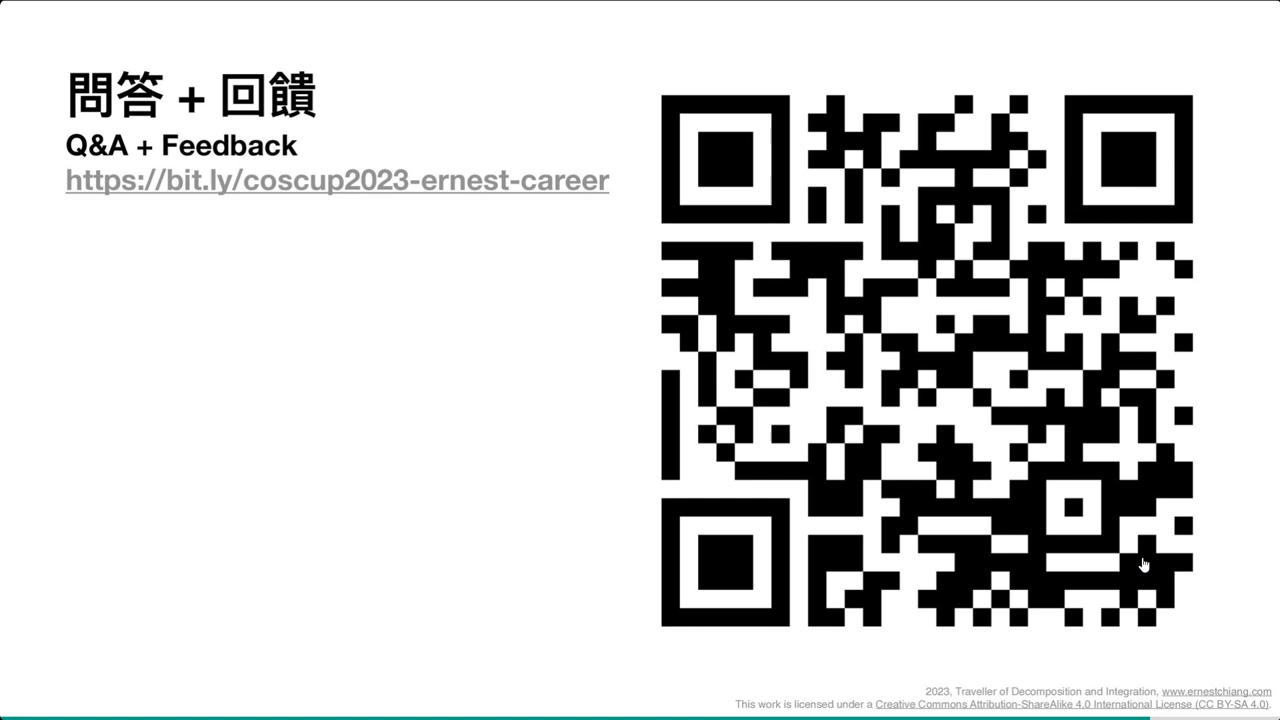 問答 + 回饋
Q&A + Feedback
https://bit.ly/coscup2023-ernest-career
2023, Traveller of Decomposition and Integration, www.ernestchiang.com
This work is licensed under a Creative Commons Attribution-ShareAlike 4.0 International License (CC BY-SA 4.0).